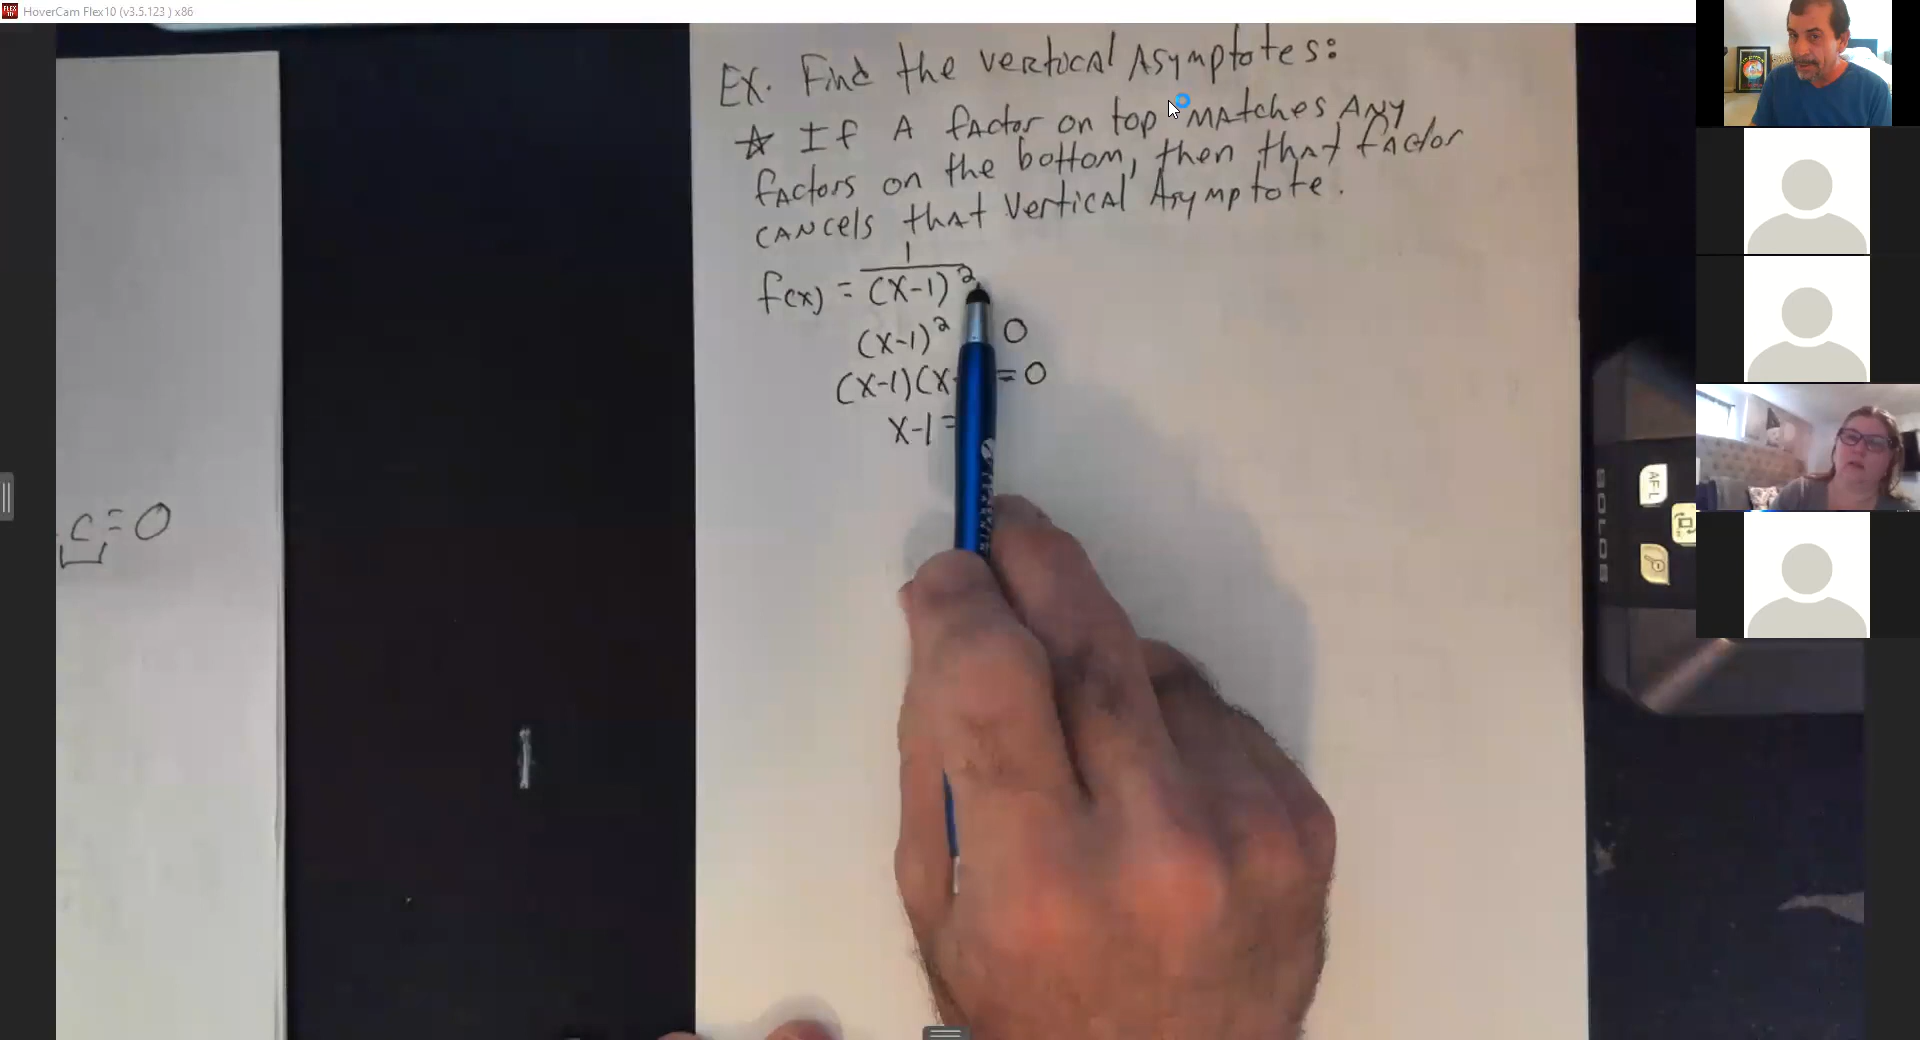 HoverCam Flex10 (v3.5.123 ) x86
Ex. Find the vertical Asymptotes:
☆ If A factor on top matches ANY
factors on the bottom, then that factor
cancels that vertical Asymptote.
f(x) = 1/(x-1)²
(x-1)² 0
(x-1)(x- = 0
x-1=
c = 0
AFL
SOLO8